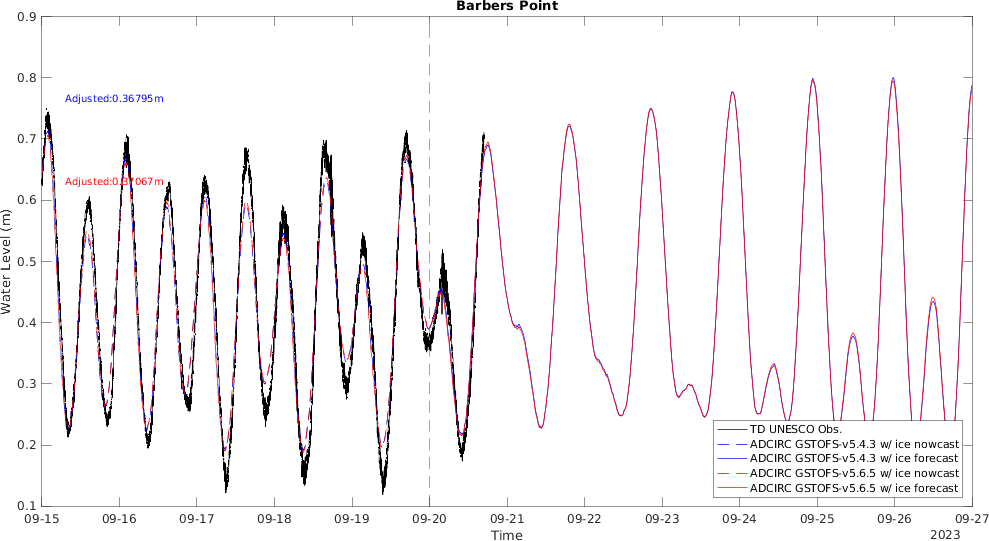 Barbers Point
0.9
0.8
0.7
0.6
0.5
0.4
0.3
0.2
0.1
Water Level (m)
Adjusted:0.36795m
Adjusted:0.37067m
TD UNESCO Obs.
ADCIRC GSTOFS-v5.4.3 w/ ice nowcast
ADCIRC GSTOFS-v5.4.3 w/ ice forecast
ADCIRC GSTOFS-v5.6.5 w/ ice nowcast
ADCIRC GSTOFS-v5.6.5 w/ ice forecast
09-15 09-16 09-17 09-18 09-19 09-20 09-21 09-22 09-23 09-24 09-25 09-26 09-27
Time
2023